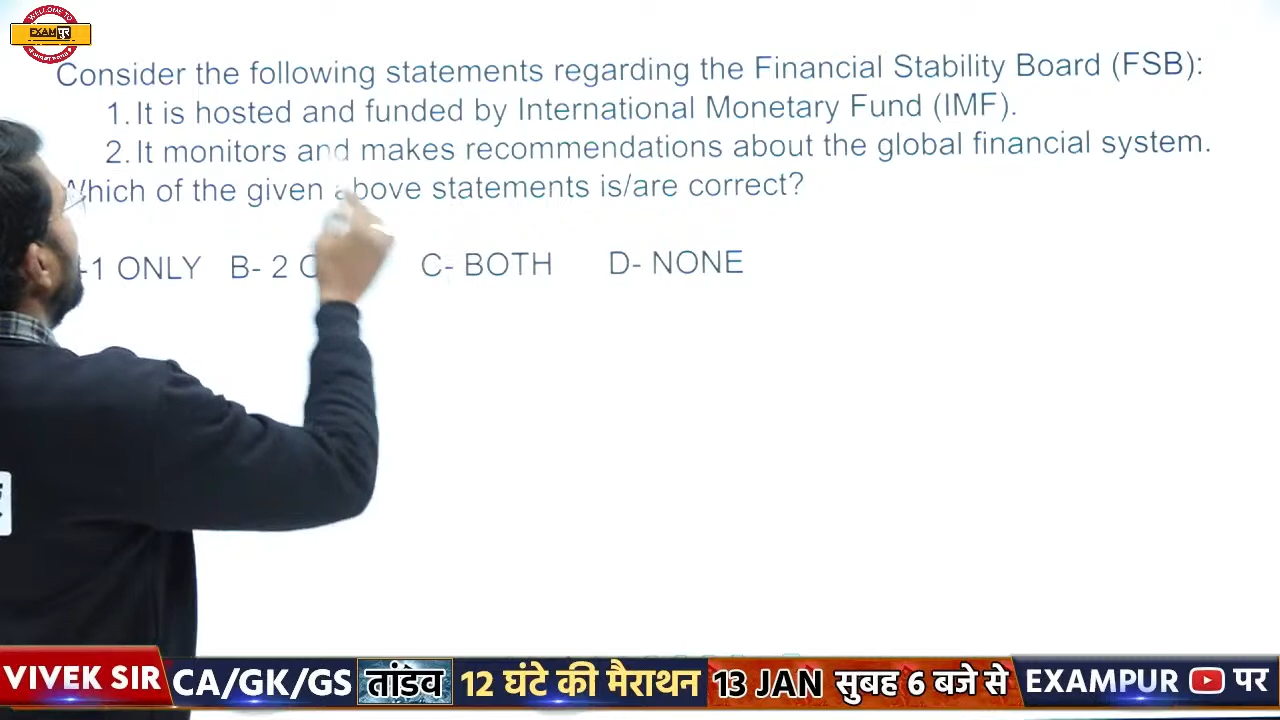 WELCOME TO
EXAMपुर
Consider the following statements regarding the Financial Stability Board (FSB):
1. It is hosted and funded by International Monetary Fund (IMF).
2. It monitors and makes recommendations about the global financial system.
Which of the given above statements is/are correct?
-1 ONLY B- 2 O C- BOTH D- NONE
VIVEK SIR CA/GK/GS तांडव 12 घंटे की मैराथन 13 JAN सुबह 6 बजे से EXAMPUR पर